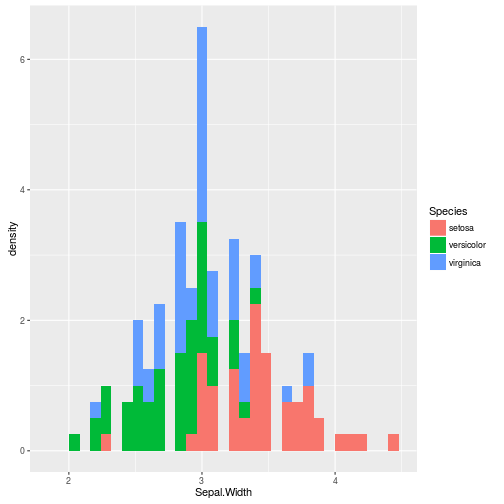 6
4
2
0
density
2
3
4
Sepal.Width
Species
setosa
versicolor
virginica